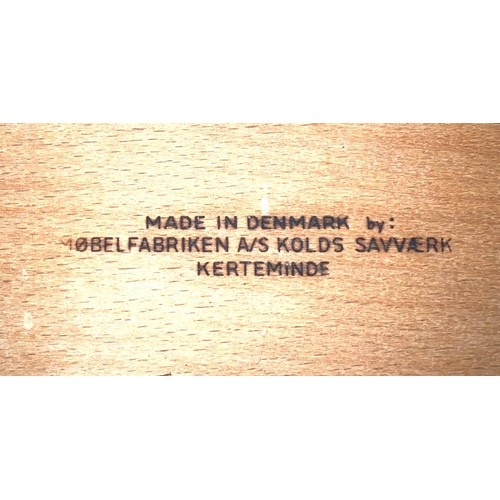 MADE IN DENMARK by:
MØBELFABRIKEN A/S KOLDS SAVVÆRK
KERTEMINDE